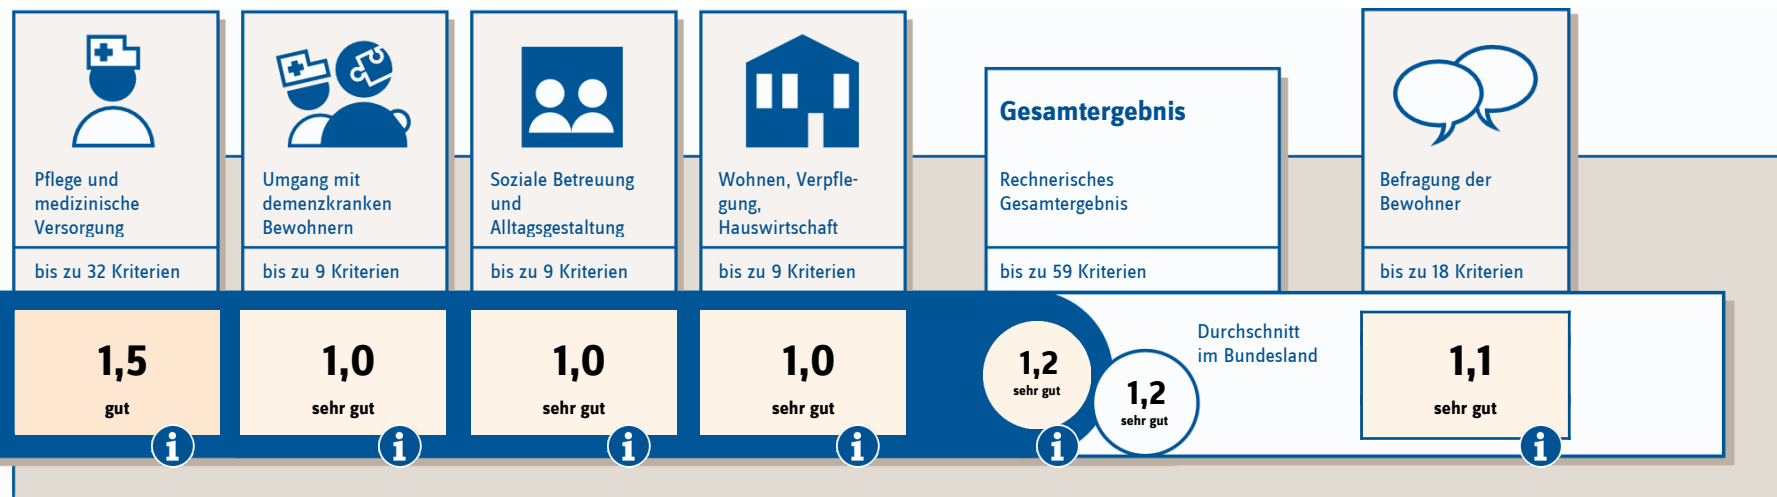 Pflege und
medizinische
Versorgung
bis zu 32 Kriterien
1,5
gut
Umgang mit
demenzkranken
Bewohnern
bis zu 9 Kriterien
1,0
sehr gut
Soziale Betreuung
und
Alltagsgestaltung
bis zu 9 Kriterien
1,0
sehr gut
Wohnen, Verpfle-
gung,
Hauswirtschaft
bis zu 9 Kriterien
1,0
sehr gut
Gesamtergebnis
Rechnerisches
Gesamtergebnis
bis zu 59 Kriterien
1,2
sehr gut
Durchschnitt
im Bundesland
1,2
sehr gut
Befragung der
Bewohner
bis zu 18 Kriterien
1,1
sehr gut